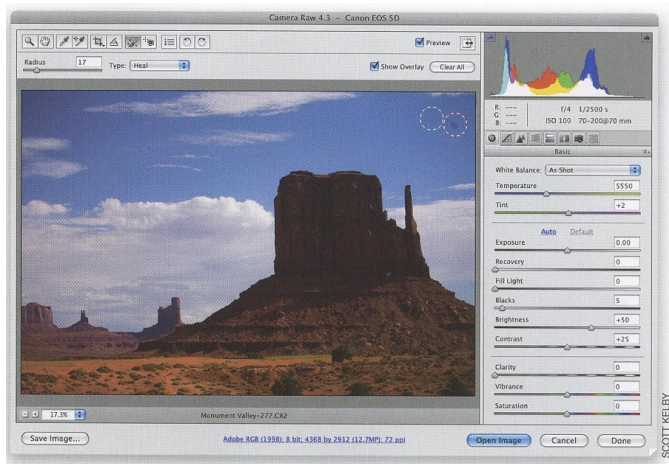 Camera Raw 4.3 – Canon EOS 5D
Preview
Radius 17 Type: Heal
Show Overlay Clear All
R: ---
G: ---
B: ---
f/4 1/2500 s
ISO 100 70-200@70 mm
Basic
White Balance: As Shot
Temperature 5550
Tint +2
Auto Default
Exposure 0.00
Recovery 0
Fill Light 0
Blacks 5
Brightness +50
Contrast +25
Clarity 0
Vibrance 0
Saturation 0
17.3%
Monument Valley-277.CR2
Save Image...
Adobe RGB (1998); 8 bit; 4368 by 2912 (12.7MP); 72 ppi
Open Image Cancel Done
SCOTT KELBY